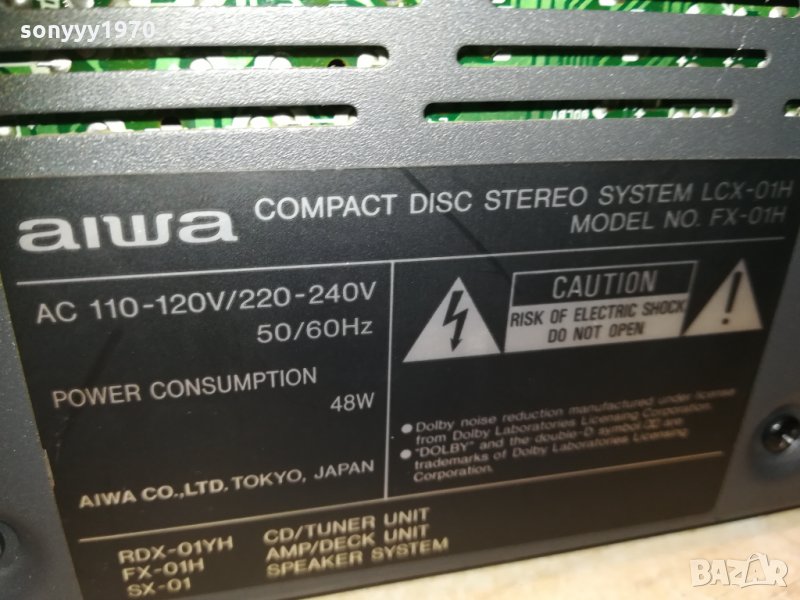 sonyyy1970
aiwa
COMPACT DISC STEREO SYSTEM LCX-01H
MODEL NO. FX-01H
AC 110-120V/220-240V
50/60Hz
POWER CONSUMPTION
48W
AIWA CO.,LTD. TOKYO, JAPAN
CAUTION
RISK OF ELECTRIC SHOCK
DO NOT OPEN
● Dolby noise reduction manufactured under license
from Dolby Laboratories Licensing Corporation.
● "DOLBY" and the double-D symbol are
trademarks of Dolby Laboratories Licensing
Corporation.
RDX-01YH CD/TUNER UNIT
FX-01H AMP/DECK UNIT
SX-01 SPEAKER SYSTEM
BAZAR
bazar.bg